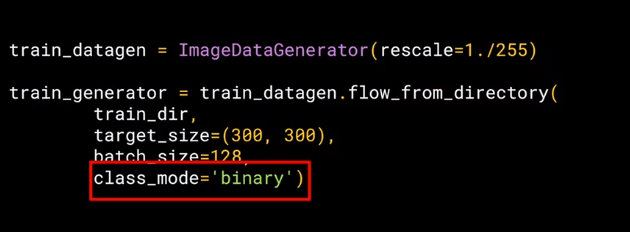 train_datagen = ImageDataGenerator(rescale=1./255)
train_generator = train_datagen.flow_from_directory(
train_dir,
target_size=(300, 300),
batch_size=128,
class_mode='binary')